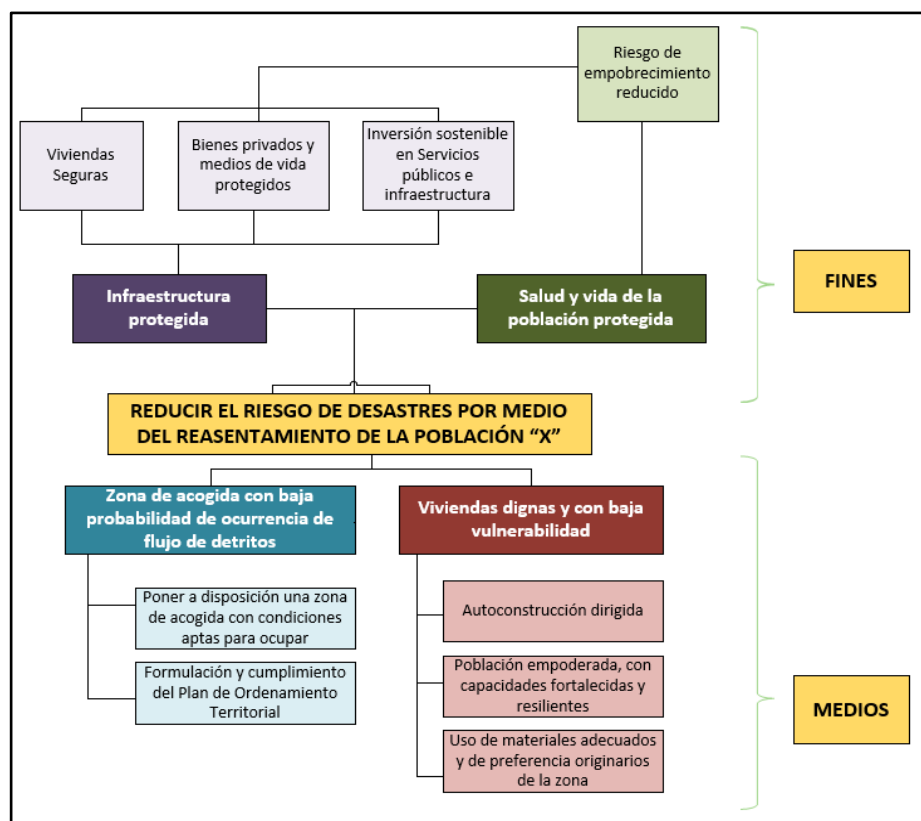 Riesgo de
empobrecimiento
reducido
Viviendas
Seguras
Bienes privados y
medios de vida
protegidos
Inversión sostenible
en Servicios
públicos e
infraestructura
Infraestructura
protegida
Salud y vida de la
población protegida
FINES
REDUCIR EL RIESGO DE DESASTRES POR MEDIO
DEL REASENTAMIENTO DE LA POBLACIÓN “X”
Zona de acogida con baja
probabilidad de ocurrencia de
flujo de detritos
Viviendas dignas y con baja
vulnerabilidad
Poner a disposición una zona
de acogida con condiciones
aptas para ocupar
Formulación y cumplimiento
del Plan de Ordenamiento
Territorial
Autoconstrucción dirigida
Población empoderada, con
capacidades fortalecidas y
resilientes
Uso de materiales adecuados
y de preferencia originarios
de la zona
MEDIOS